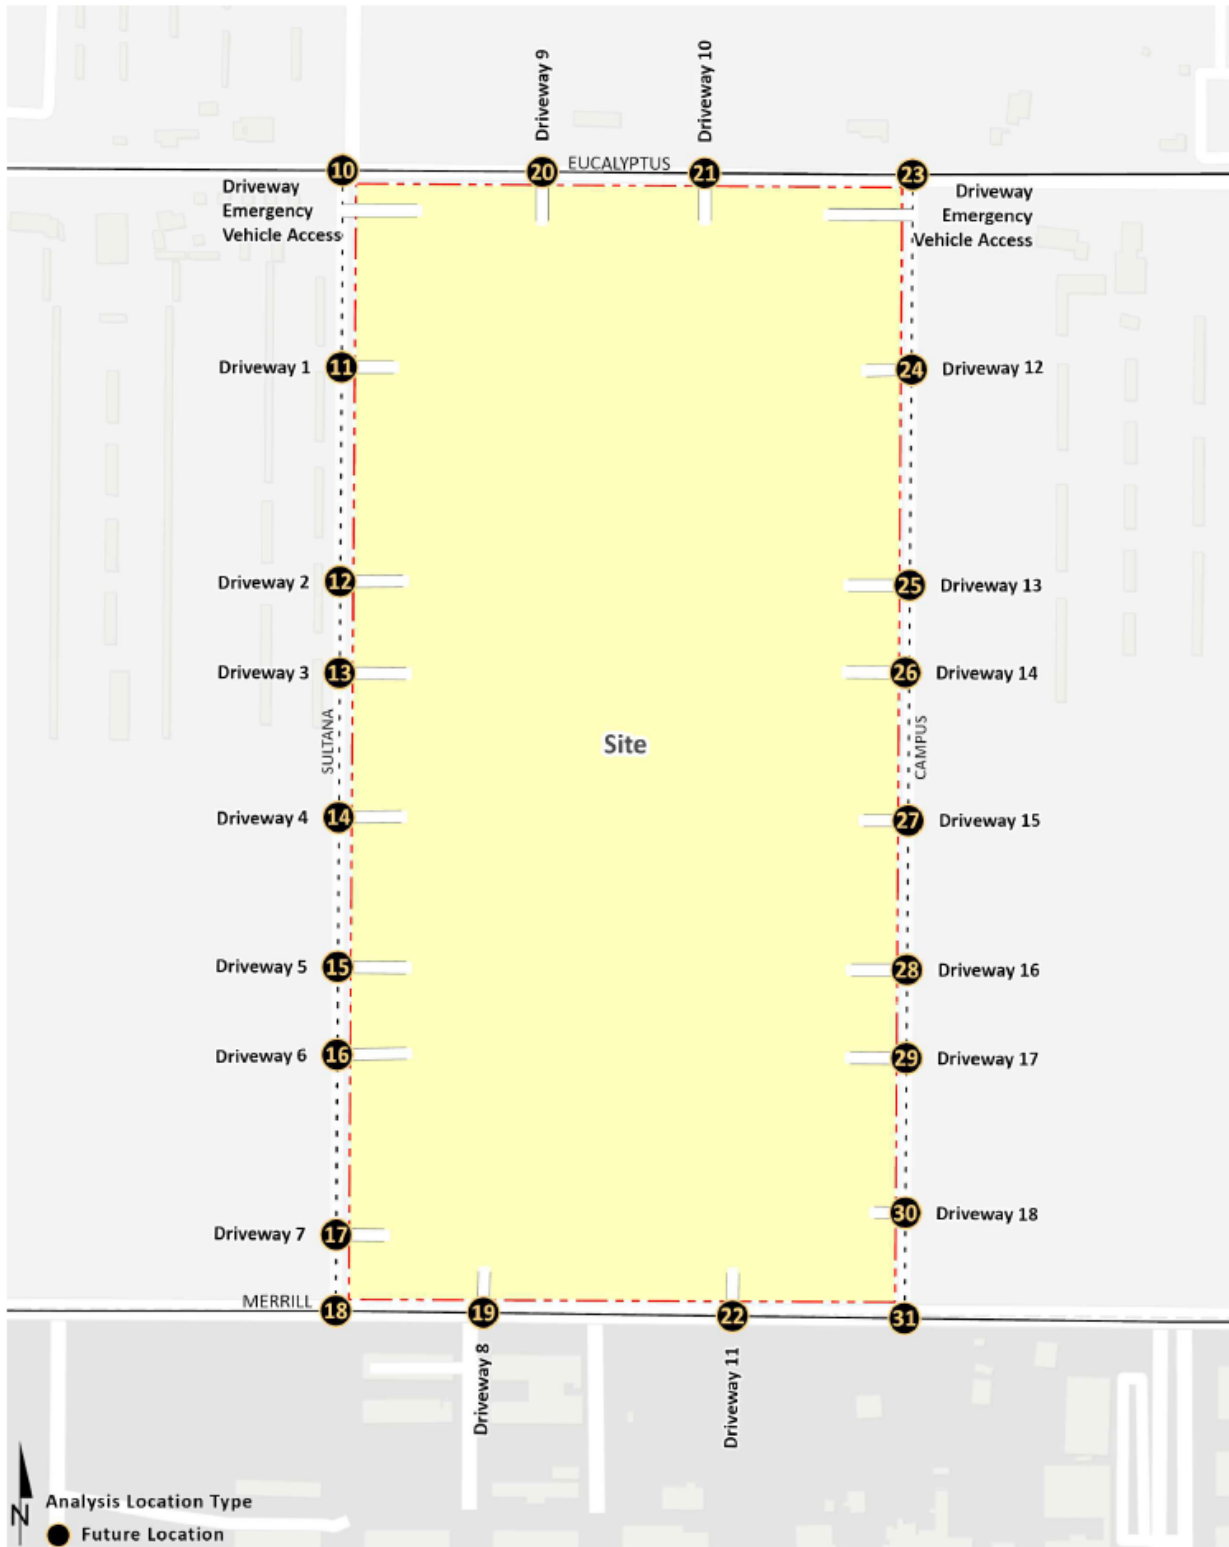 Driveway 9
Driveway 10
10
20
EUCALYPTUS
21
23
Driveway
Emergency
Vehicle Access
Driveway
Emergency
Vehicle Access
Driveway 1
11
24
Driveway 12
Driveway 2
12
25
Driveway 13
Driveway 3
13
26
Driveway 14
SULTANA
Site
CAMPUS
Driveway 4
14
27
Driveway 15
Driveway 5
15
28
Driveway 16
Driveway 6
16
29
Driveway 17
Driveway 7
17
30
Driveway 18
MERRILL
18
19
22
31
Driveway 8
Driveway 11
N
Analysis Location Type
Future Location